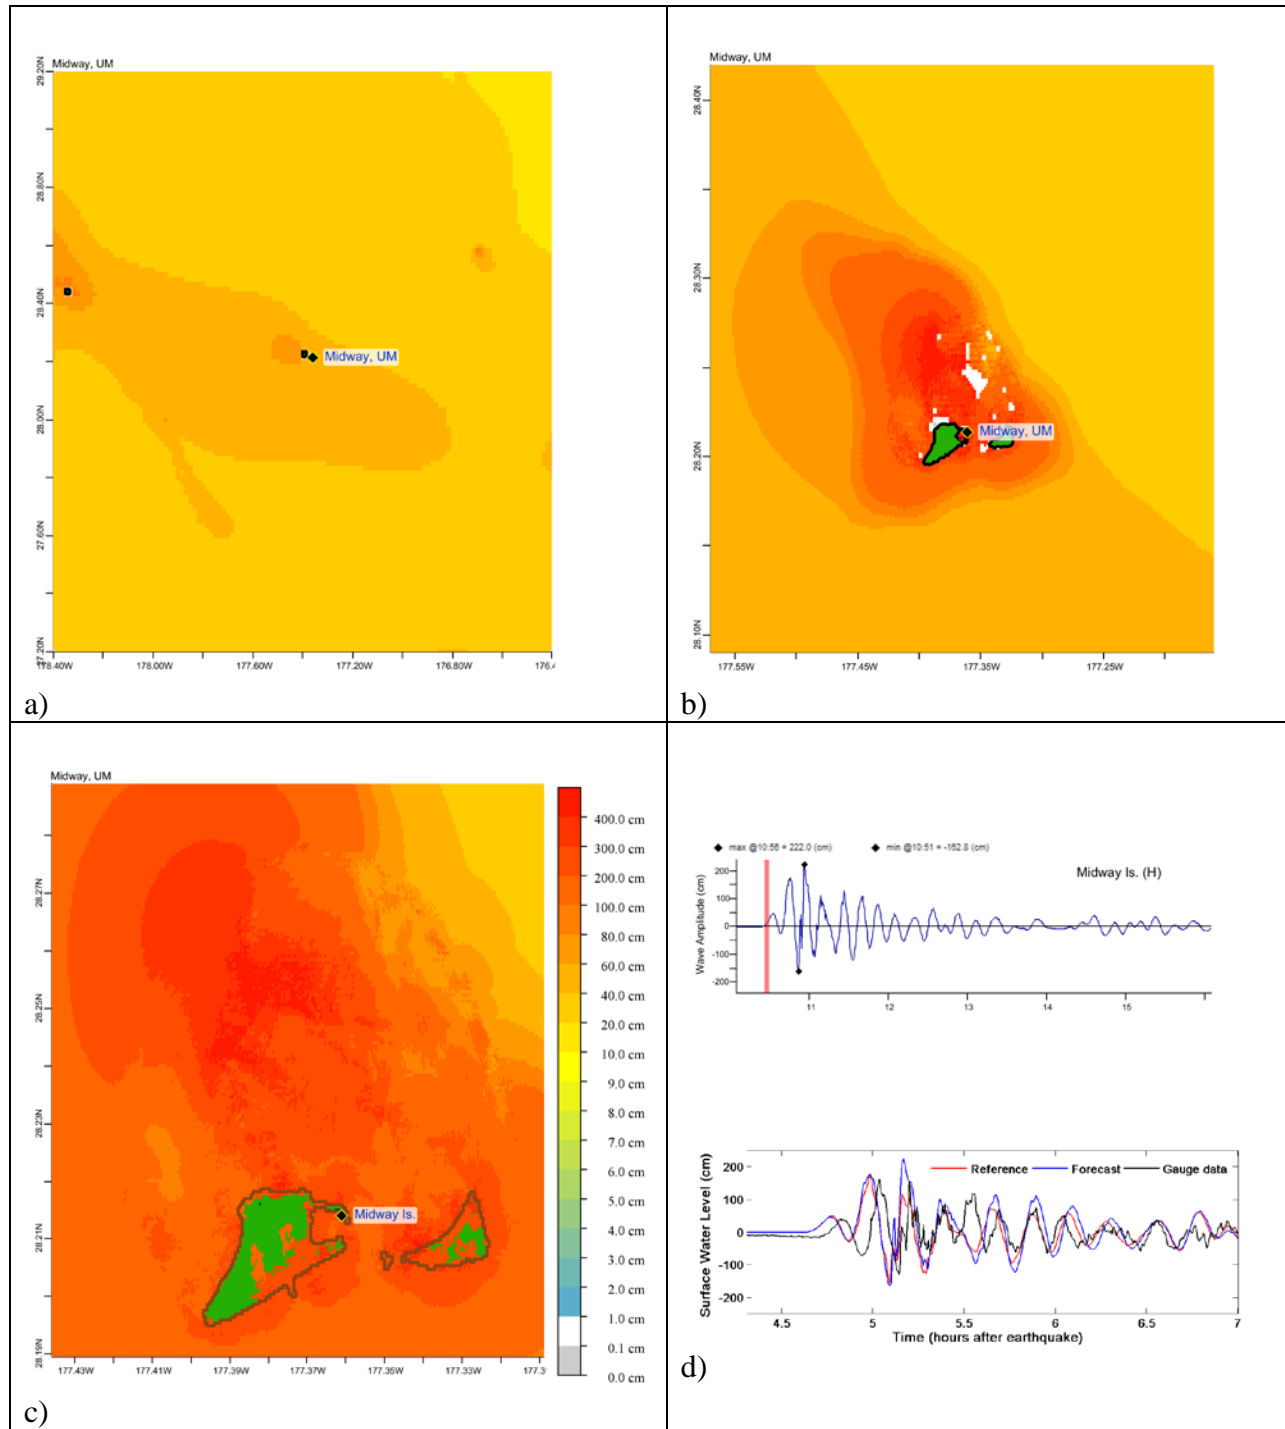 Midway, UM
29.20N
28.80N
28.40N
28.00N
27.60N
27.20N
Midway, UM
178.40W 178.00W 177.60W 177.20W 176.80W 176.4
a)
Midway, UM
28.40N
28.30N
28.20N
28.10N
Midway, UM
177.55W 177.45W 177.35W 177.25W
b)
Midway, UM
28.27N
28.25N
28.23N
28.21N
28.19N
Midway Is.
177.43W 177.41W 177.39W 177.37W 177.35W 177.33W 177.3
400.0 cm
300.0 cm
200.0 cm
100.0 cm
60.0 cm
40.0 cm
20.0 cm
10.0 cm
9.0 cm
8.0 cm
7.0 cm
6.0 cm
5.0 cm
4.0 cm
3.0 cm
2.0 cm
1.0 cm
0.1 cm
0.0 cm
c)
max @10:56 = 222.0 (cm) min @10:51 = -162.8 (cm)
Midway Is. (H)
Wave Amplitude (cm)
200
100
0
-100
-200
11 12 13 14 15
Reference Forecast Gauge data
Surface Water Level (cm)
200
100
0
-100
-200
4.5 5 5.5 6 6.5 7
Time (hours after earthquake)
d)